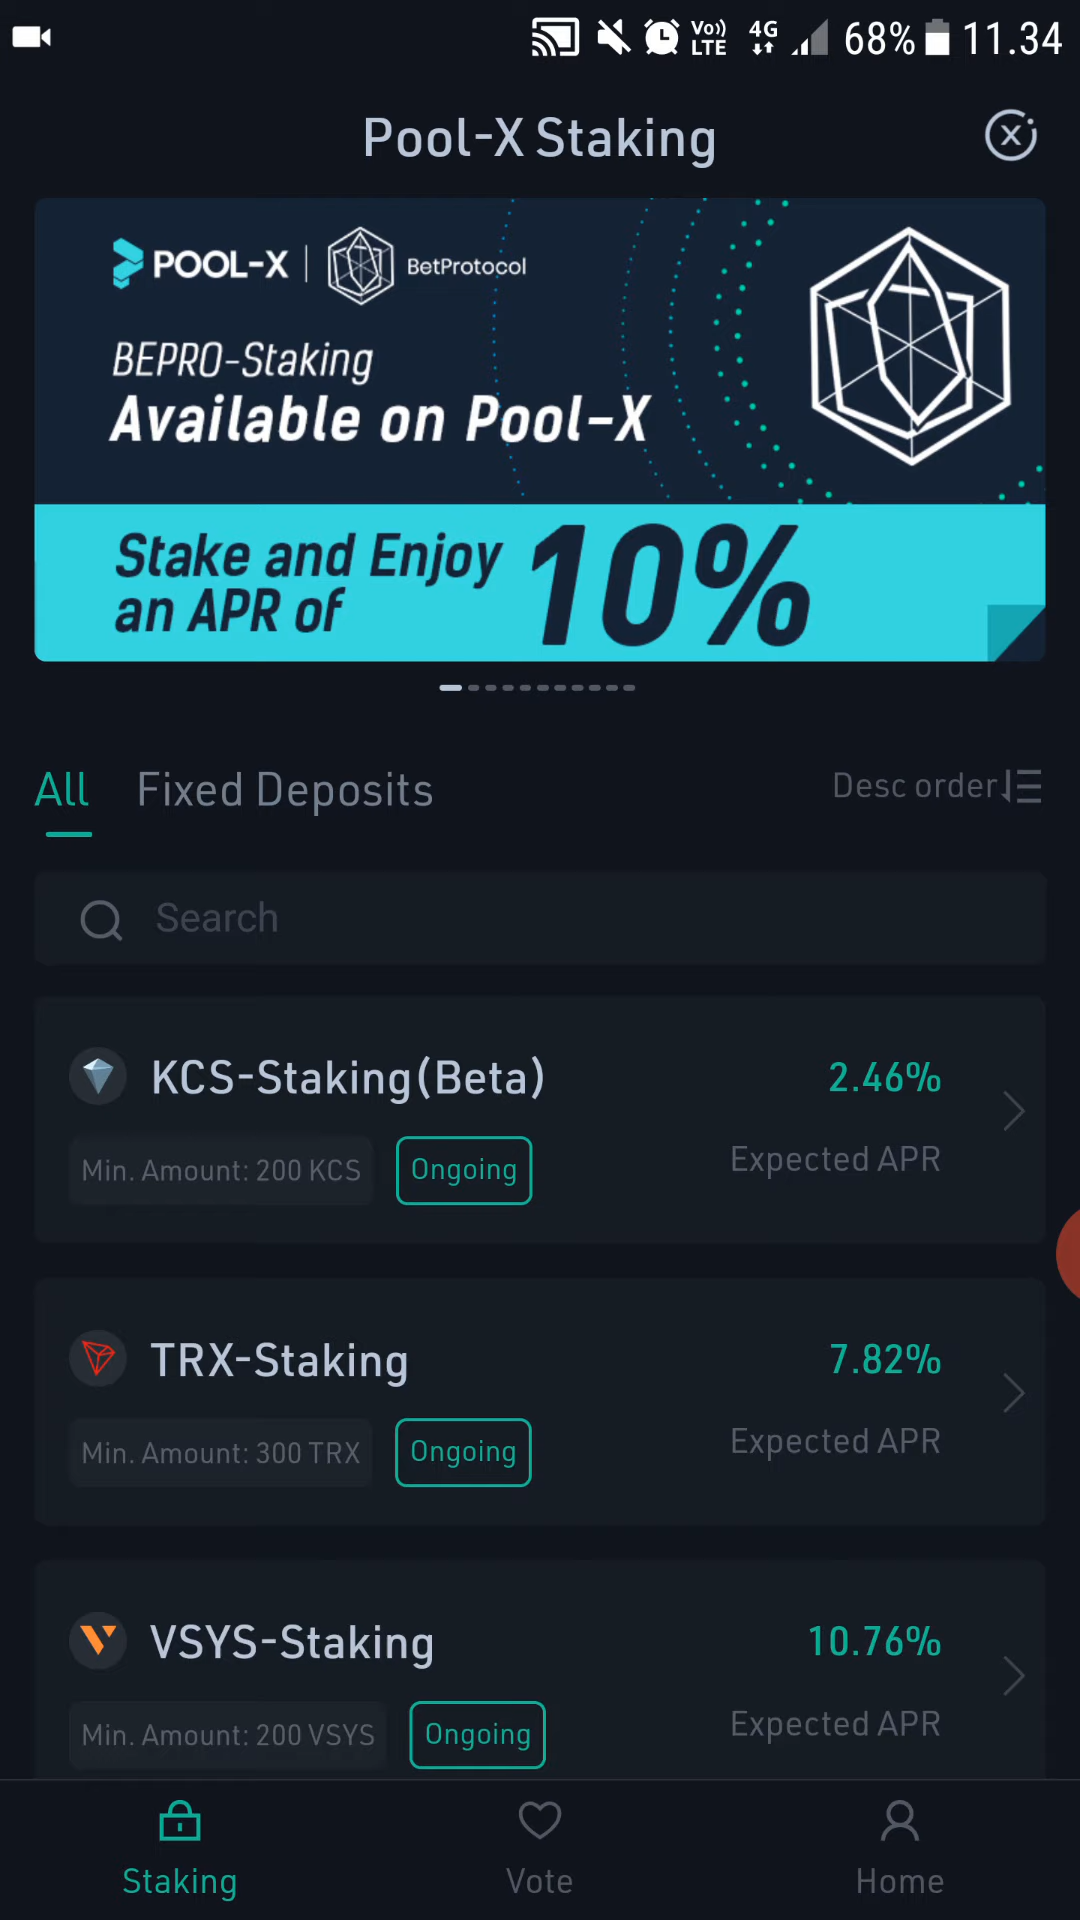 Vo)) LTE 4G 68% 11.34
Pool-X Staking
POOL-X | BetProtocol
BEPRO-Staking
Available on Pool-X
Stake and Enjoy
an APR of 10%
All Fixed Deposits Desc order
Search
KCS-Staking(Beta) 2.46%
Min. Amount: 200 KCS Ongoing Expected APR
TRX-Staking 7.82%
Min. Amount: 300 TRX Ongoing Expected APR
VSYS-Staking 10.76%
Min. Amount: 200 VSYS Ongoing Expected APR
Staking Vote Home